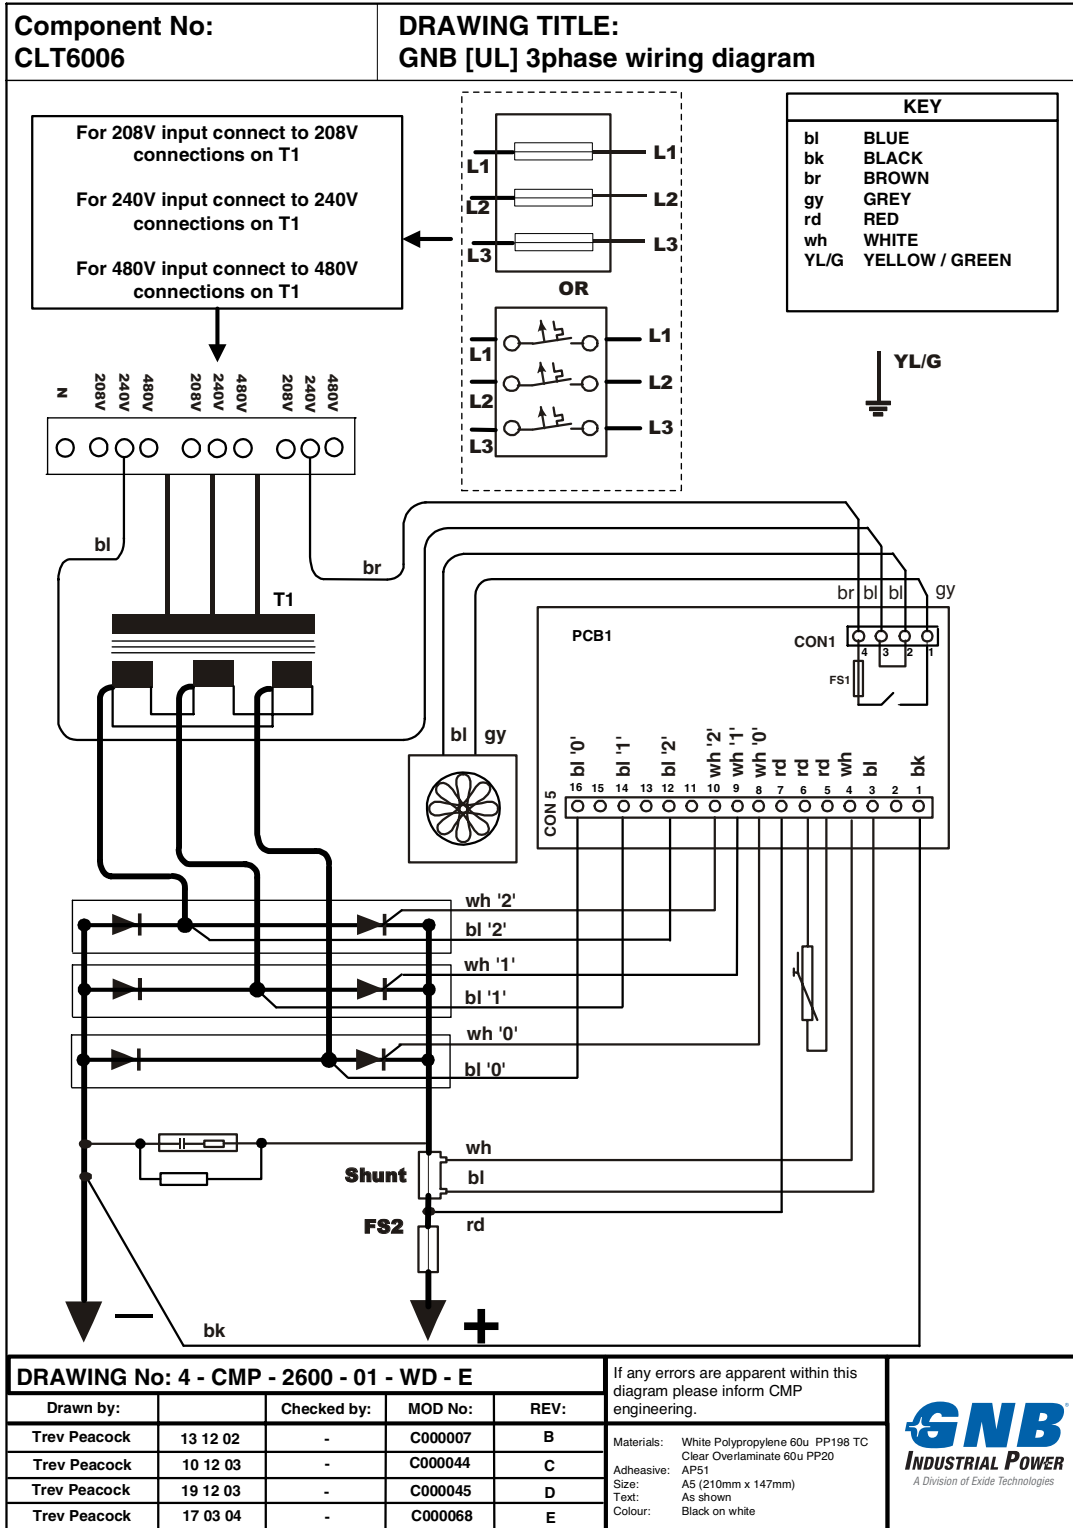 Component No:
CLT6006
DRAWING TITLE:
GNB [UL] 3phase wiring diagram
For 208V input connect to 208V
connections on T1
For 240V input connect to 240V
connections on T1
For 480V input connect to 480V
connections on T1
L1 L1
L2 L2
L3 L3
OR
L1 L1
L2 L2
L3 L3
KEY
bl BLUE
bk BLACK
br BROWN
gy GREY
rd RED
wh WHITE
YL/G YELLOW / GREEN
YL/G
N 208V 240V 480V 208V 240V 480V 208V 240V 480V
bl
br
T1
br bl bl gy
PCB1
CON1
4 3 2 1
FS1
bl gy
bl '0' bl '1' bl '2' wh '2' wh '1' wh '0' rd rd rd wh bl bk
16 15 14 13 12 11 10 9 8 7 6 5 4 3 2 1
CON 5
wh '2'
bl '2'
wh '1'
bl '1'
wh '0'
bl '0'
wh
Shunt
bl
FS2
rd
bk
DRAWING No: 4 - CMP - 2600 - 01 - WD - E
Drawn by: Checked by: MOD No: REV:
Trev Peacock 13 12 02 - C000007 B
Trev Peacock 10 12 03 - C000044 C
Trev Peacock 19 12 03 - C000045 D
Trev Peacock 17 03 04 - C000068 E
If any errors are apparent within this
diagram please inform CMP
engineering.
Materials: White Polypropylene 60u PP198 TC
Clear Overlaminate 60u PP20
Adheasive: AP51
Size: A5 (210mm x 147mm)
Text: As shown
Colour: Black on white
GNB
INDUSTRIAL POWER
A Division of Exide Technologies